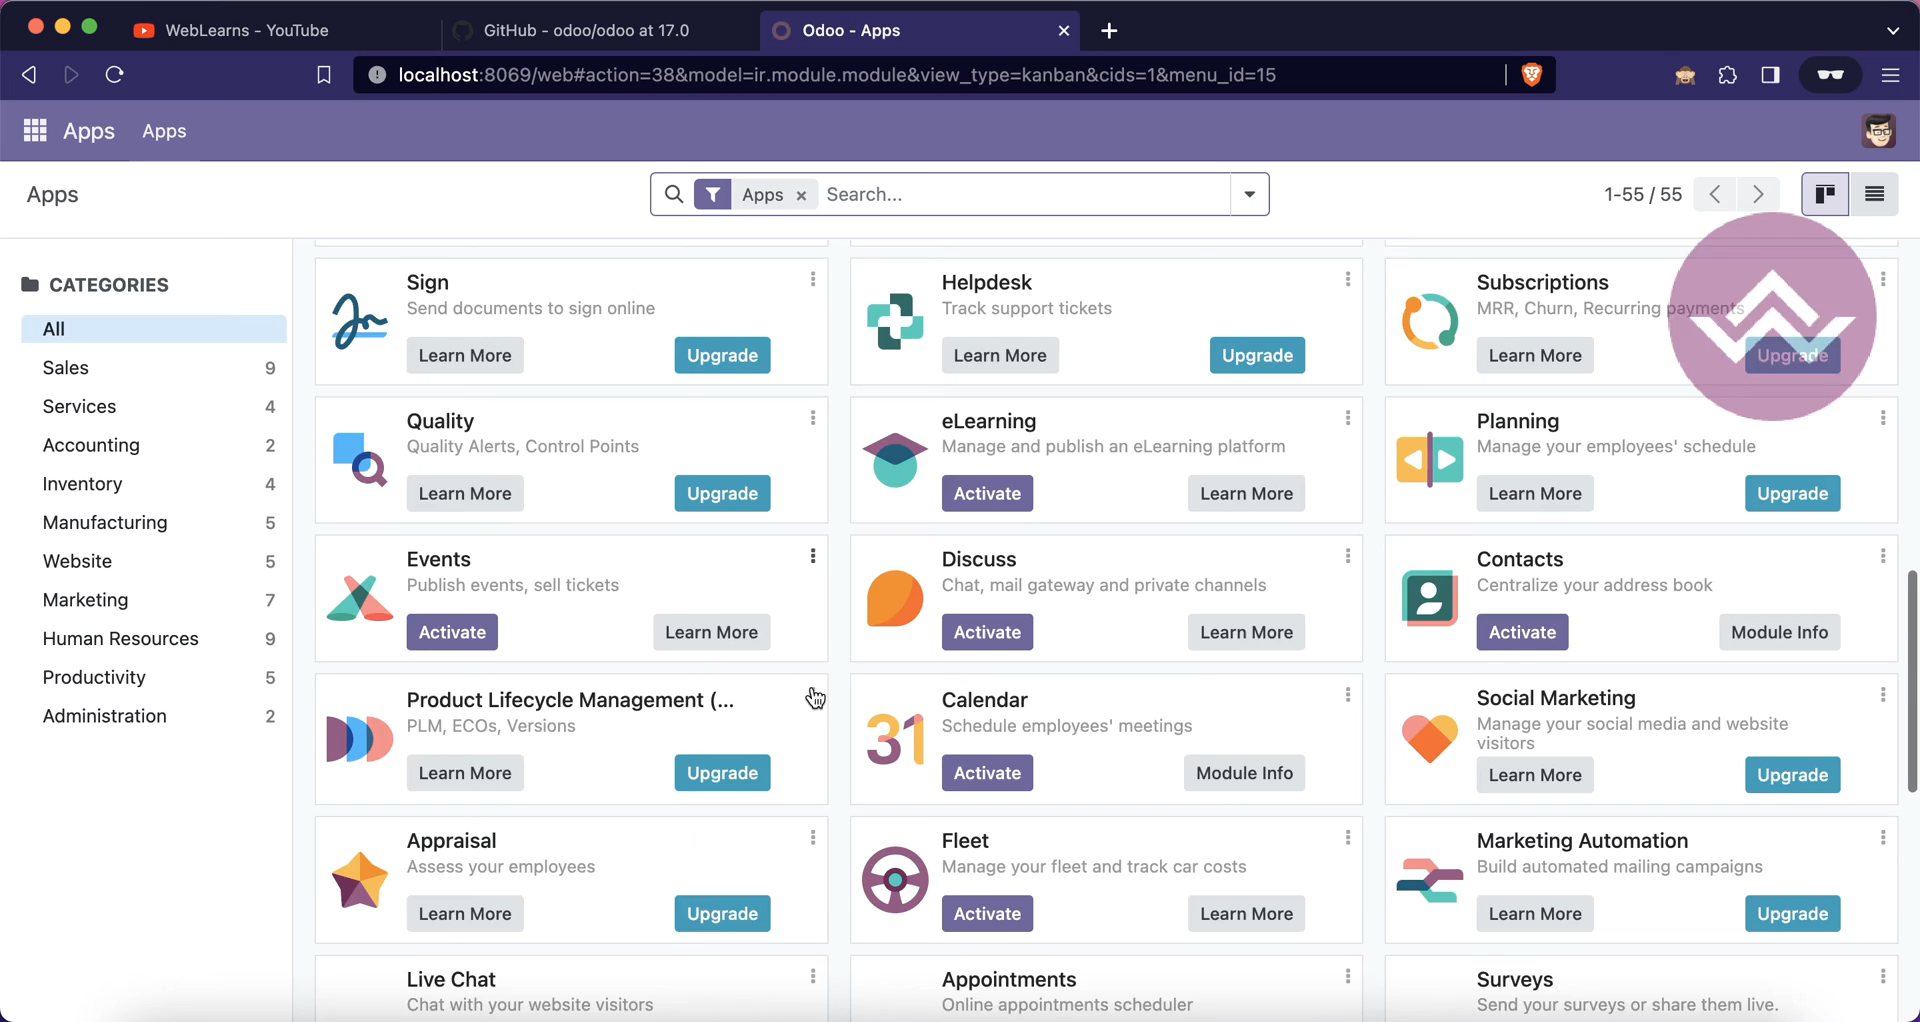 WebLearns - YouTube
GitHub - odoo/odoo at 17.0
Odoo - Apps
localhost:8069/web#action=38&model=ir.module.module&view_type=kanban&cids=1&menu_id=15
Apps
Apps
Apps
Apps
Search...
1-55 / 55
CATEGORIES
All
Sales 9
Services 4
Accounting 2
Inventory 4
Manufacturing 5
Website 5
Marketing 7
Human Resources 9
Productivity 5
Administration 2
Sign
Send documents to sign online
Learn More
Upgrade
Helpdesk
Track support tickets
Learn More
Upgrade
Subscriptions
MRR, Churn, Recurring payments
Learn More
Upgrade
Quality
Quality Alerts, Control Points
Learn More
Upgrade
eLearning
Manage and publish an eLearning platform
Activate
Learn More
Planning
Manage your employees' schedule
Learn More
Upgrade
Events
Publish events, sell tickets
Activate
Learn More
Discuss
Chat, mail gateway and private channels
Activate
Learn More
Contacts
Centralize your address book
Activate
Module Info
Product Lifecycle Management (...
PLM, ECOs, Versions
Learn More
Upgrade
31
Calendar
Schedule employees' meetings
Activate
Module Info
Social Marketing
Manage your social media and website
visitors
Learn More
Upgrade
Appraisal
Assess your employees
Learn More
Upgrade
Fleet
Manage your fleet and track car costs
Activate
Learn More
Marketing Automation
Build automated mailing campaigns
Learn More
Upgrade
Live Chat
Chat with your website visitors
Appointments
Online appointments scheduler
Surveys
Send your surveys or share them live.